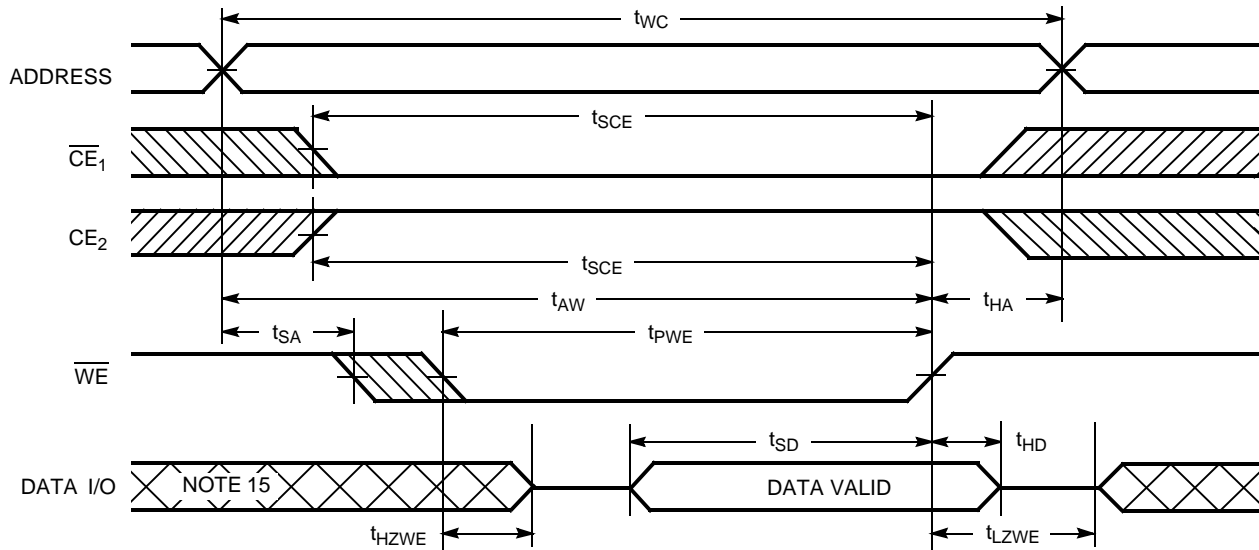 tWC
ADDRESS
tSCE
CE1
CE2
tSCE
tAW
tHA
tSA
tPWE
WE
tSD
tHD
DATA I/O
NOTE 15
DATA VALID
tHZWE
tLZWE